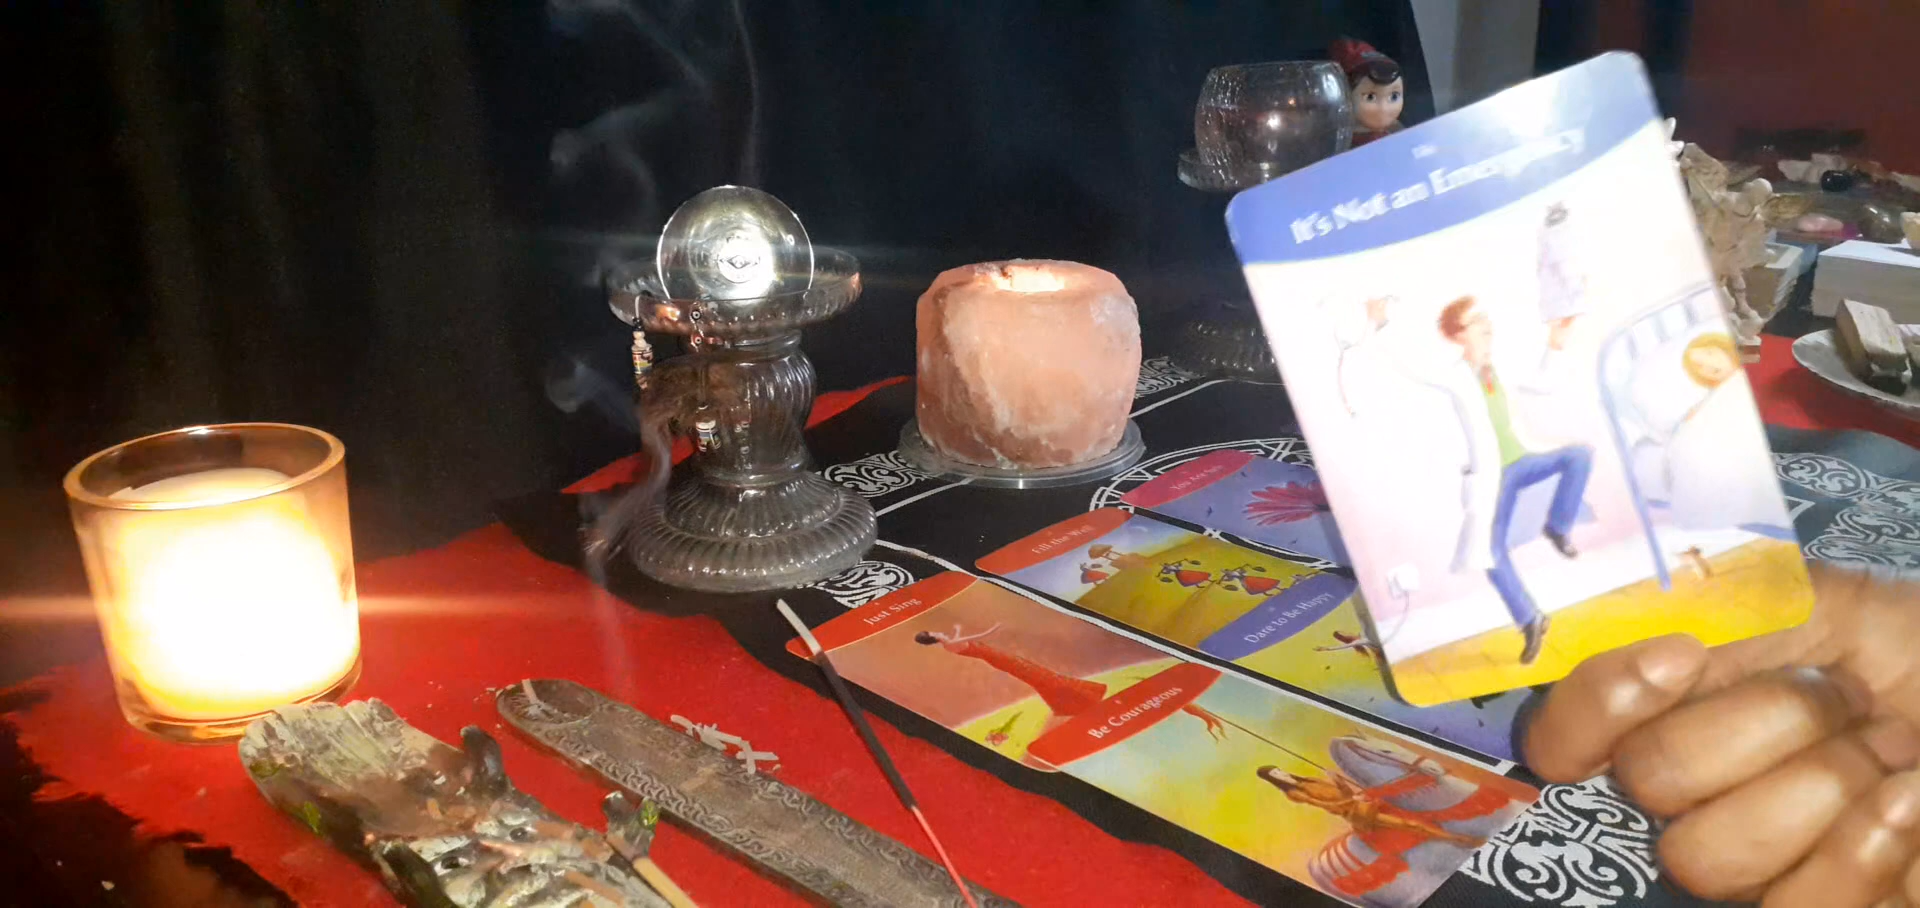 It's Not an Emergency
You Are Safe
Fill the Well
Dare to Be Happy
Just Sing
Be Courageous